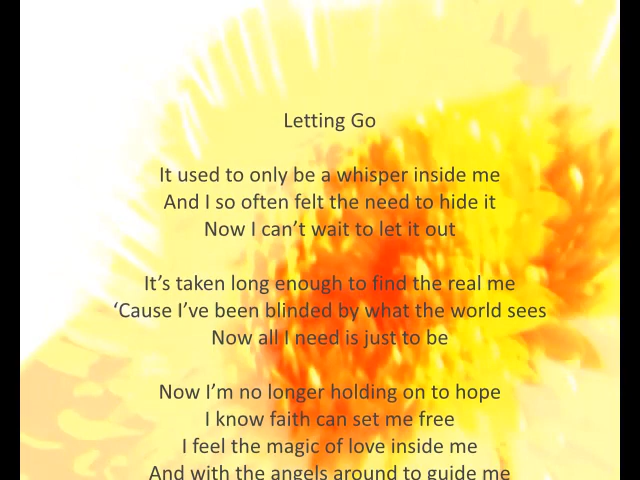 Letting Go
It used to only be a whisper inside me
And I so often felt the need to hide it
Now I can’t wait to let it out
It’s taken long enough to find the real me
‘Cause I’ve been blinded by what the world sees
Now all I need is just to be
Now I’m no longer holding on to hope
I know faith can set me free
I feel the magic of love inside me
And with the angels around to guide me